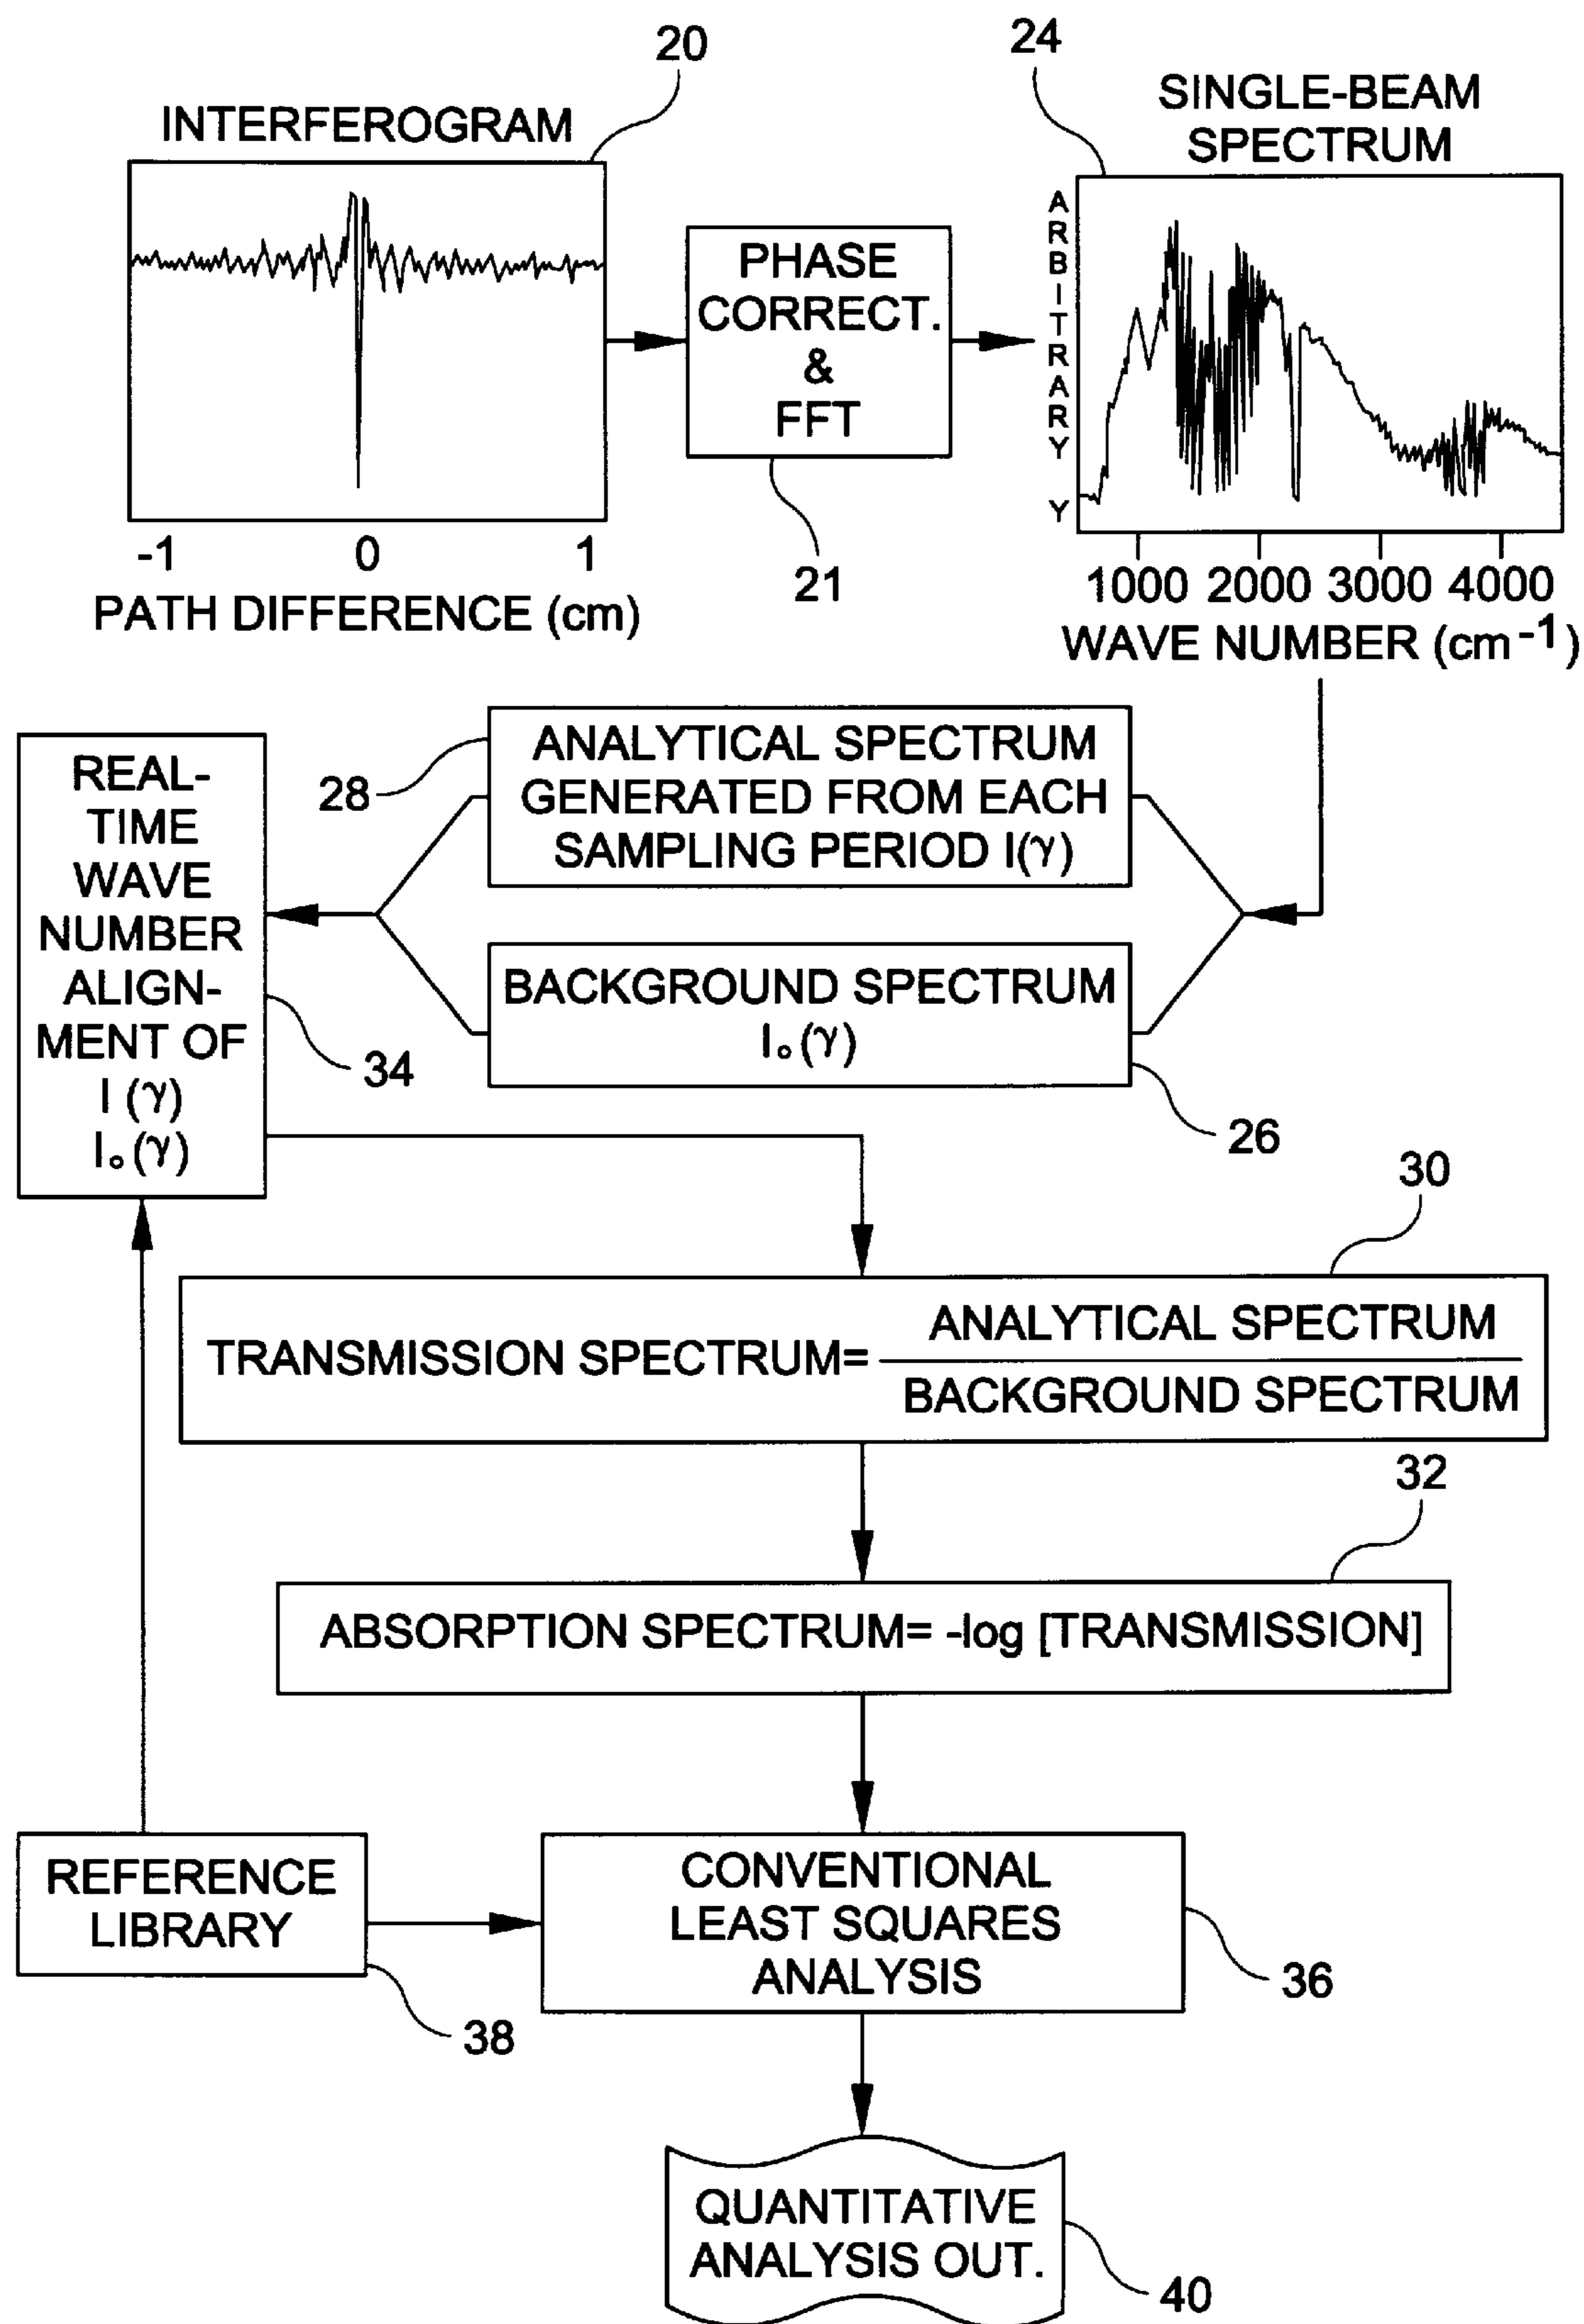 20
INTERFEROGRAM
-1 0 1
PATH DIFFERENCE (cm)
PHASE
CORRECT.
&
FFT
21
24
SINGLE-BEAM
SPECTRUM
ARBITRARY Y
1000 2000 3000 4000
WAVE NUMBER (cm-1)
28
ANALYTICAL SPECTRUM
GENERATED FROM EACH
SAMPLING PERIOD I(γ)
BACKGROUND SPECTRUM
I₀(γ)
26
REAL-
TIME
WAVE
NUMBER
ALIGN-
MENT OF
I (γ)
I₀(γ)
34
30
TRANSMISSION SPECTRUM=
ANALYTICAL SPECTRUM
BACKGROUND SPECTRUM
32
ABSORPTION SPECTRUM= -log [TRANSMISSION]
REFERENCE
LIBRARY
38
CONVENTIONAL
LEAST SQUARES
ANALYSIS
36
QUANTITATIVE
ANALYSIS OUT.
40